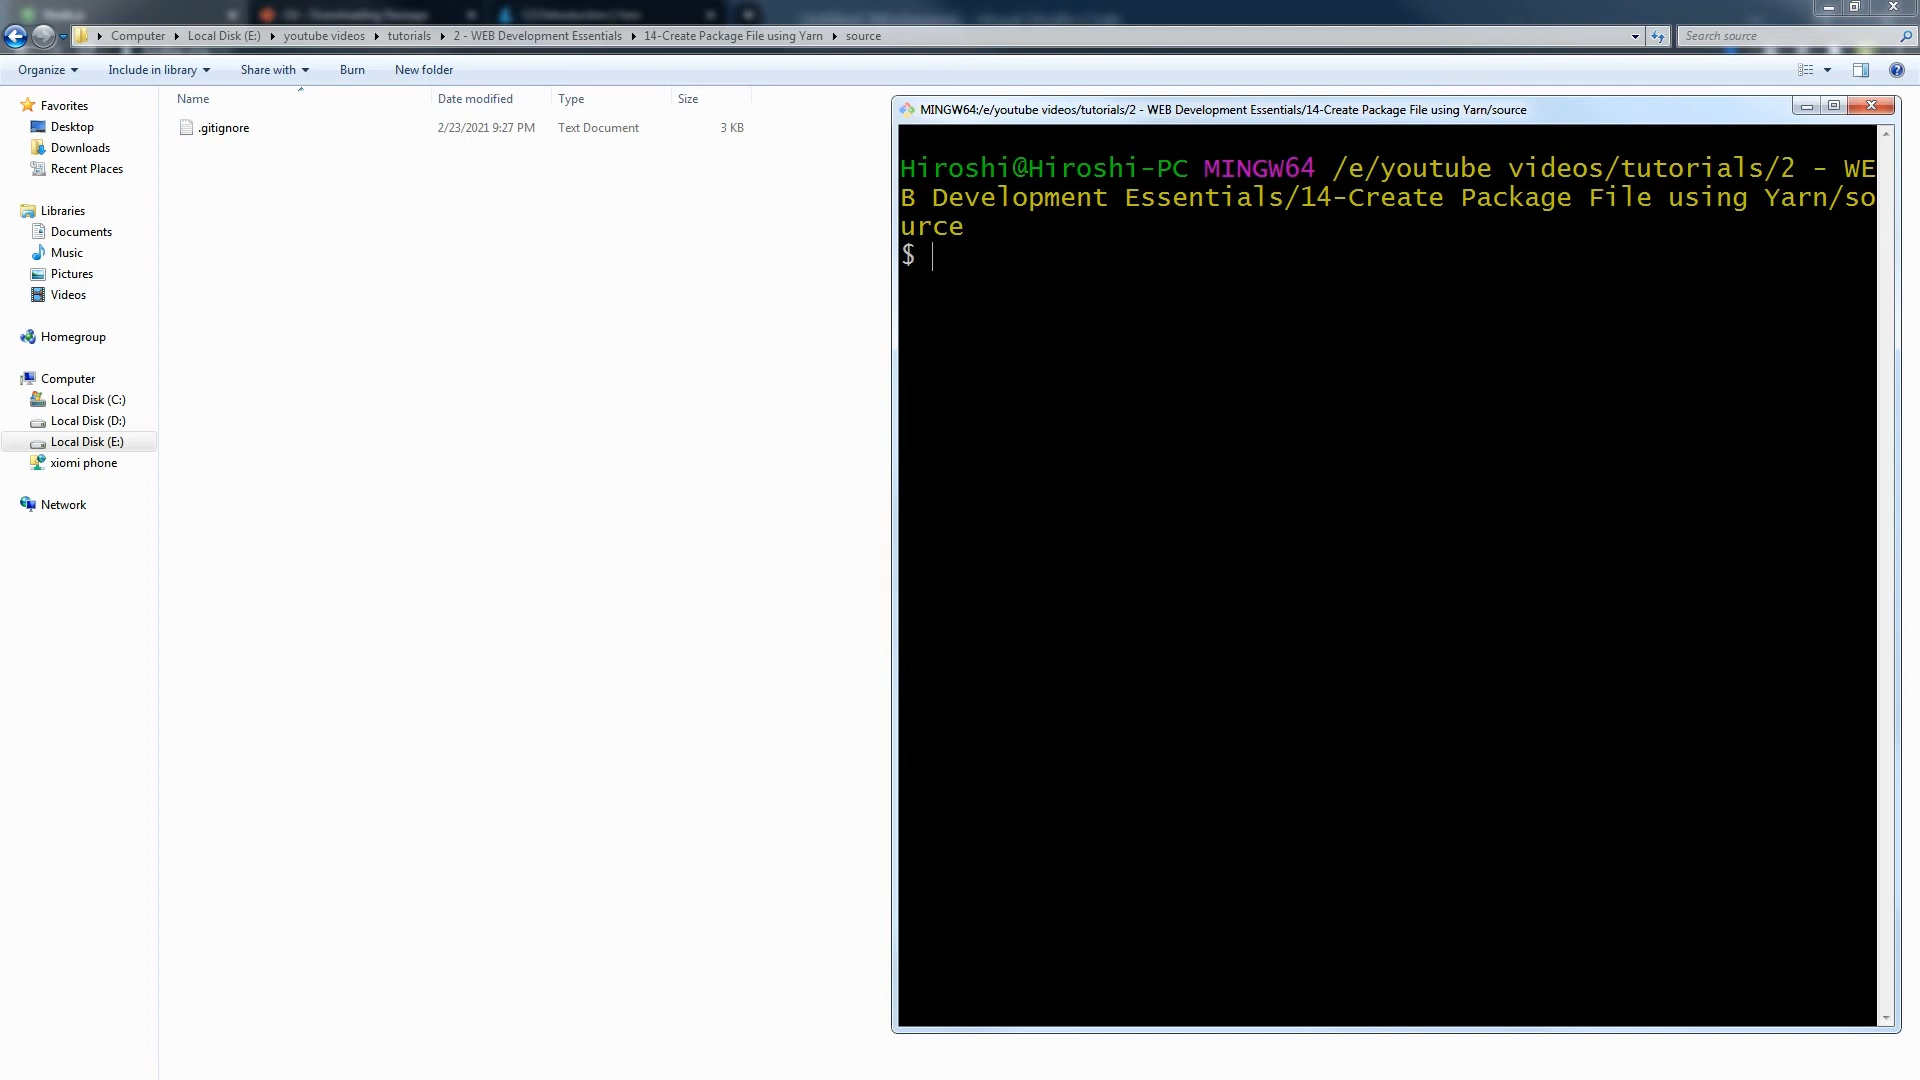 Computer Local Disk (E:) youtube videos tutorials 2 - WEB Development Essentials 14-Create Package File using Yarn source
Search source
Organize Include in library Share with Burn New folder
Favorites
Desktop
Downloads
Recent Places
Libraries
Documents
Music
Pictures
Videos
Homegroup
Computer
Local Disk (C:)
Local Disk (D:)
Local Disk (E:)
xiomi phone
Network
Name Date modified Type Size
.gitignore 2/23/2021 9:27 PM Text Document 3 KB
MINGW64:/e/youtube videos/tutorials/2 - WEB Development Essentials/14-Create Package File using Yarn/source
Hiroshi@Hiroshi-PC MINGW64 /e/youtube videos/tutorials/2 - WE
B Development Essentials/14-Create Package File using Yarn/so
urce
$